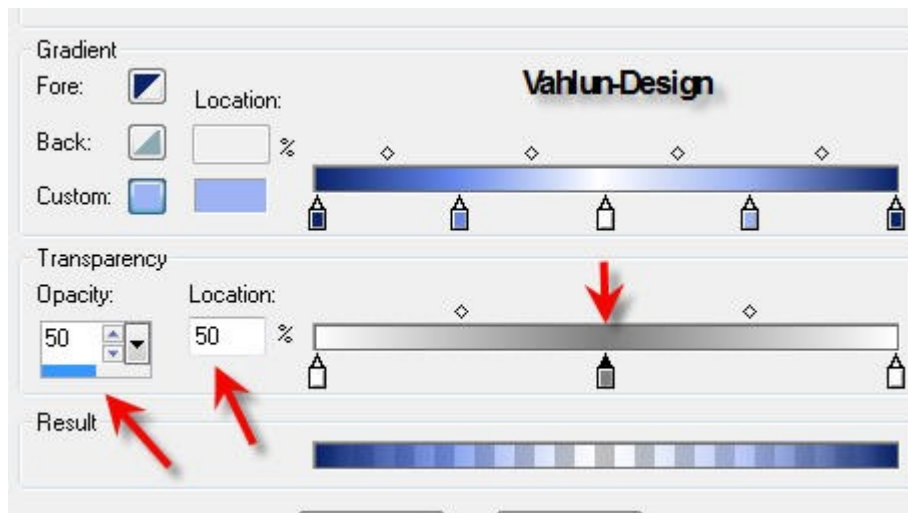 Gradient
Fore:
Vahlun-Design
Location:
Back:
%
Custom:
Transparency
Opacity:
Location:
50
50
%
Result